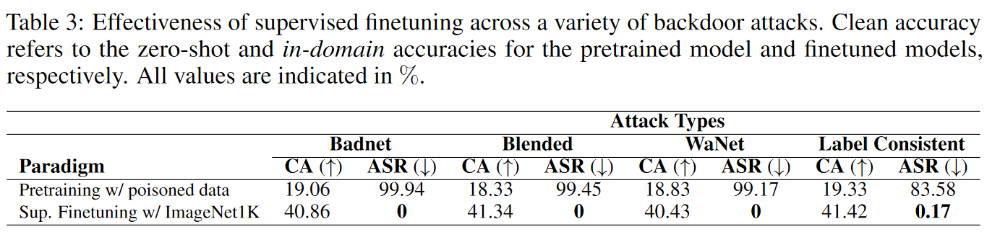 Table 3: Effectiveness of supervised finetuning across a variety of backdoor attacks. Clean accuracy
refers to the zero-shot and in-domain accuracies for the pretrained model and finetuned models,
respectively. All values are indicated in %.
Attack Types
Badnet Blended WaNet Label Consistent
Paradigm CA (↑) ASR (↓) CA (↑) ASR (↓) CA (↑) ASR (↓) CA (↑) ASR (↓)
Pretraining w/ poisoned data 19.06 99.94 18.33 99.45 18.83 99.17 19.33 83.58
Sup. Finetuning w/ ImageNet1K 40.86 0 41.34 0 40.43 0 41.42 0.17